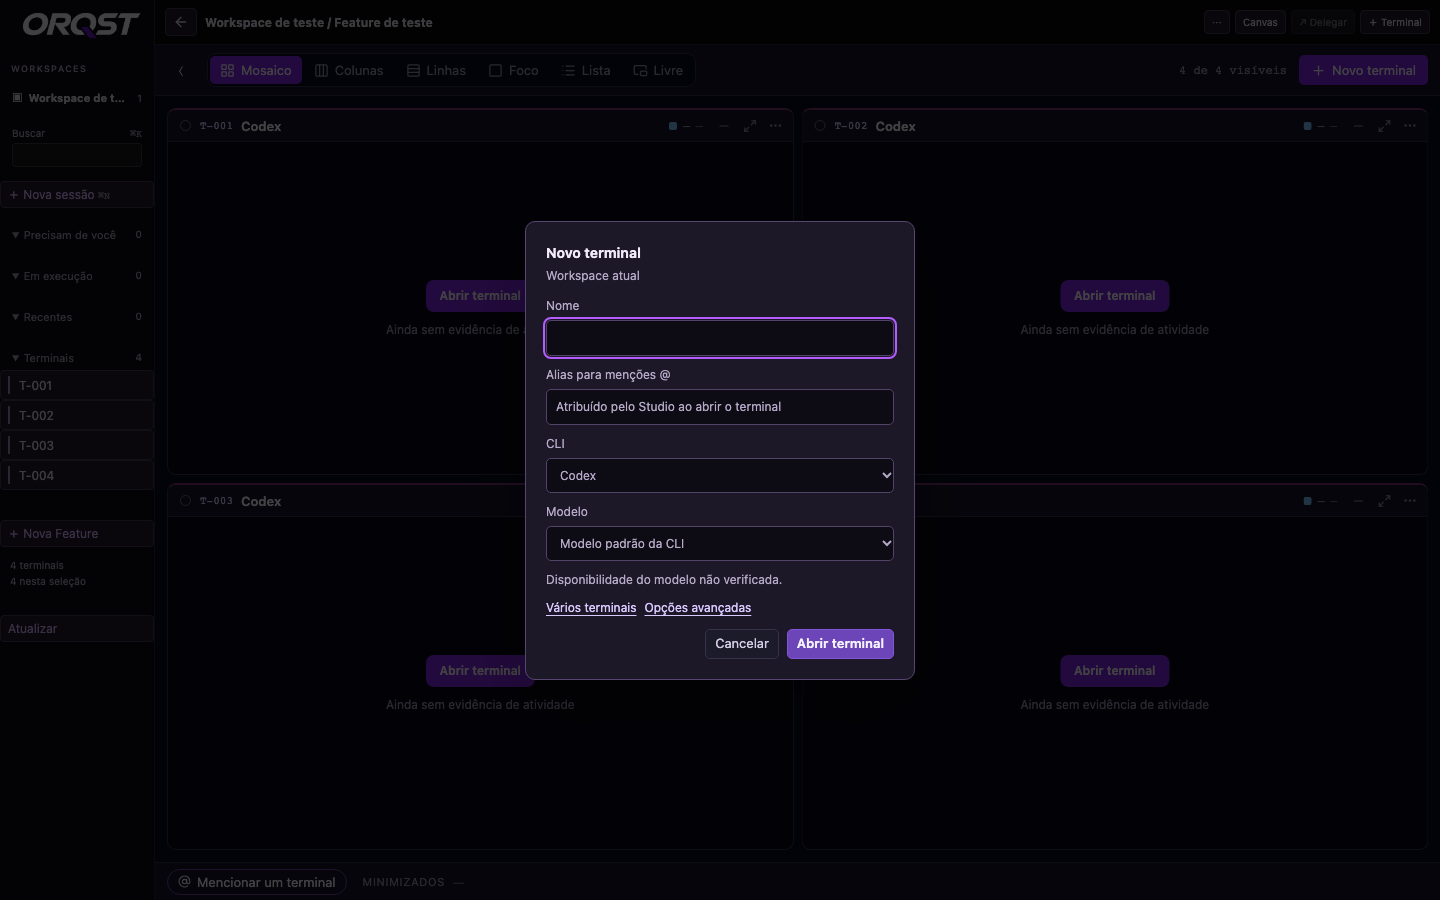 ORQST
Workspace de teste / Feature de teste
···
Canvas
↗ Delegar
+ Terminal
WORKSPACES
Workspace de t... 1
Buscar ⌘K
+ Nova sessão ⌘N
▼ Precisam de você 0
▼ Em execução 0
▼ Recentes 0
▼ Terminais 4
T-001
T-002
T-003
T-004
+ Nova Feature
4 terminais
4 nesta seleção
Atualizar
Mosaico
Colunas
Linhas
Foco
Lista
Livre
4 de 4 visíveis
+ Novo terminal
T-001 Codex
Abrir terminal
Ainda sem evidência de a
T-002 Codex
Abrir terminal
Ainda sem evidência de atividade
T-003 Codex
Abrir terminal
Ainda sem evidência de atividade
Abrir terminal
Ainda sem evidência de atividade
Novo terminal
Workspace atual
Nome
Alias para menções @
Atribuído pelo Studio ao abrir o terminal
CLI
Codex
Modelo
Modelo padrão da CLI
Disponibilidade do modelo não verificada.
Vários terminais Opções avançadas
Cancelar
Abrir terminal
@ Mencionar um terminal
MINIMIZADOS —